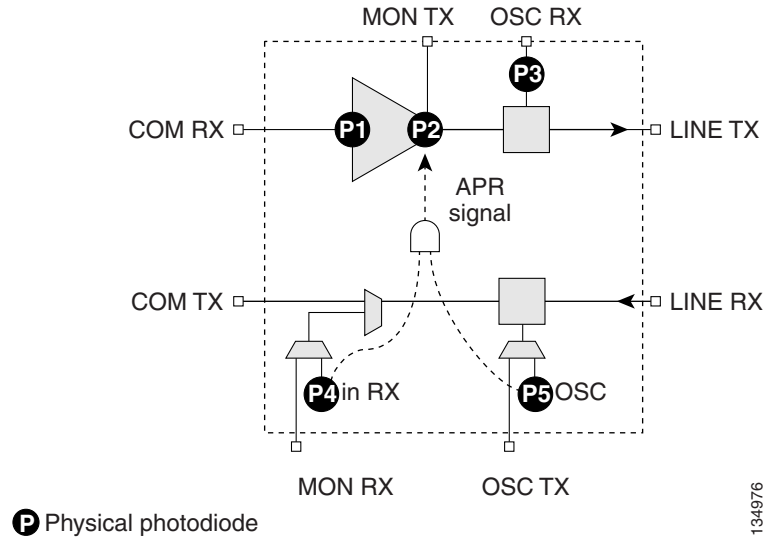 MON TX
OSC RX
P3
COM RX
P1
P2
LINE TX
APR
signal
COM TX
LINE RX
P4 in RX
P5 OSC
MON RX
OSC TX
P Physical photodiode
134976